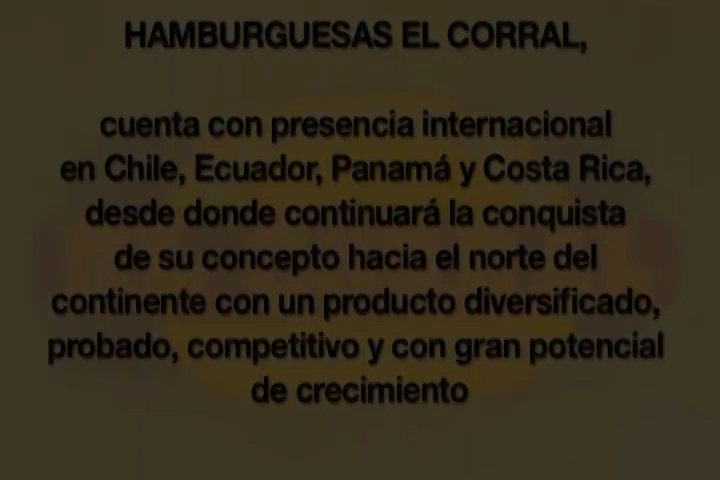 HAMBURGUESAS EL CORRAL,
cuenta con presencia internacional
en Chile, Ecuador, Panamá y Costa Rica,
desde donde continuará la conquista
de su concepto hacia el norte del
continente con un producto diversificado,
probado, competitivo y con gran potencial
de crecimiento